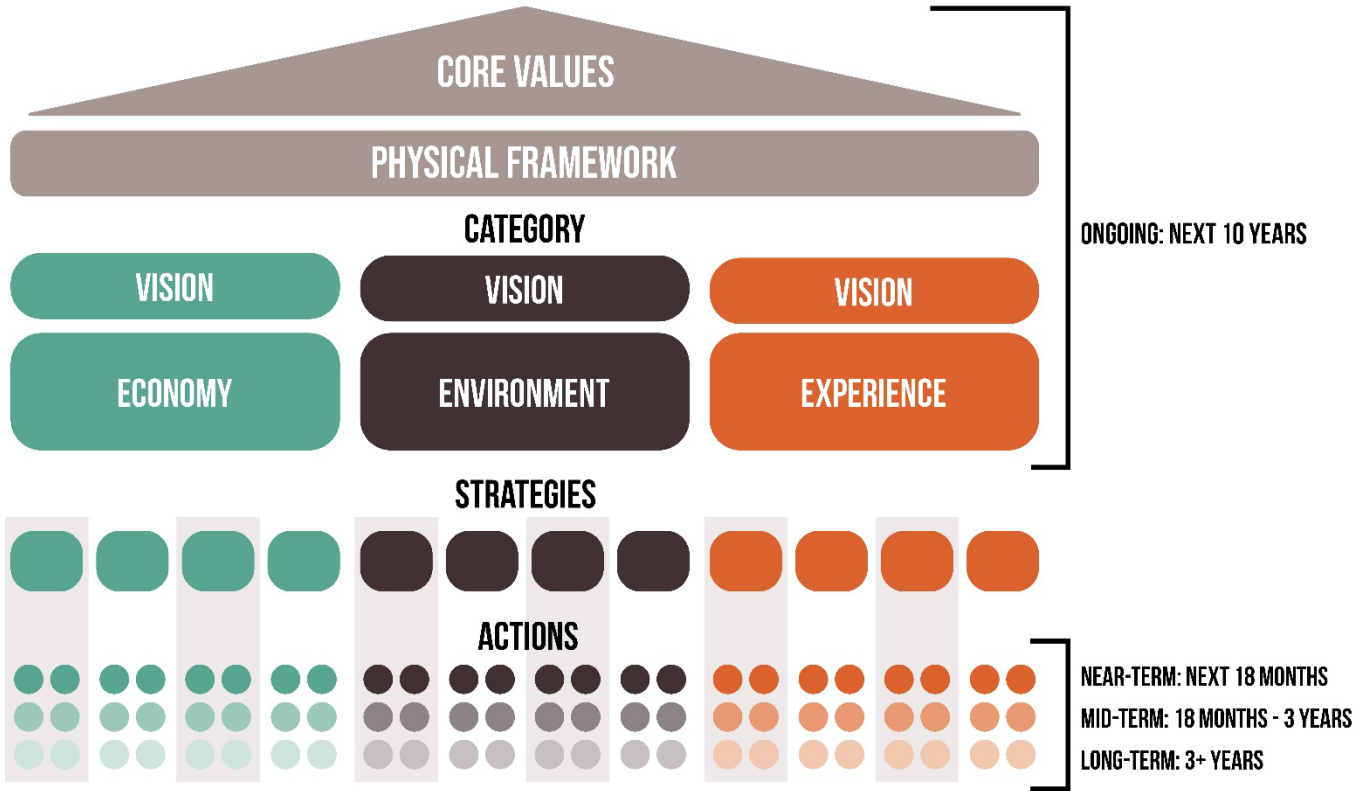 CORE VALUES
PHYSICAL FRAMEWORK
CATEGORY
VISION
VISION
VISION
ECONOMY
ENVIRONMENT
EXPERIENCE
ONGOING: NEXT 10 YEARS
STRATEGIES
ACTIONS
NEAR-TERM: NEXT 18 MONTHS
MID-TERM: 18 MONTHS - 3 YEARS
LONG-TERM: 3+ YEARS